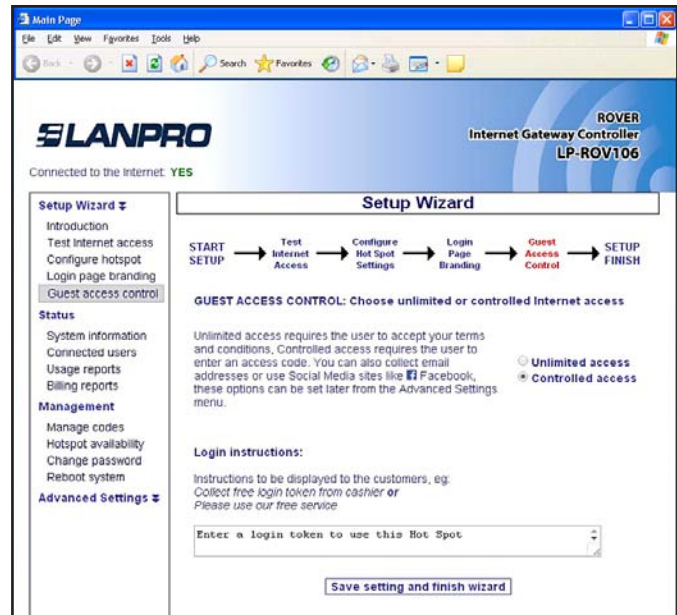 Main Page
File Edit View Favorites Tools Help
Back Search Favorites
LANPRO
ROVER
Internet Gateway Controller
LP-ROV106
Connected to the Internet: YES
Setup Wizard
Introduction
Test Internet access
Configure hotspot
Login page branding
Guest access control
Status
System information
Connected users
Usage reports
Billing reports
Management
Manage codes
Hotspot availability
Change password
Reboot system
Advanced Settings
Setup Wizard
START SETUP
Test Internet Access
Configure Hot Spot Settings
Login Page Branding
Guest Access Control
SETUP FINISH
GUEST ACCESS CONTROL: Choose unlimited or controlled Internet access
Unlimited access requires the user to accept your terms
and conditions, Controlled access requires the user to
enter an access code. You can also collect email
addresses or use Social Media sites like Facebook,
these options can be set later from the Advanced Settings
menu.
Unlimited access
Controlled access
Login instructions:
Instructions to be displayed to the customers, eg:
Collect free login token from cashier or
Please use our free service
Enter a login token to use this Hot Spot
Save setting and finish wizard